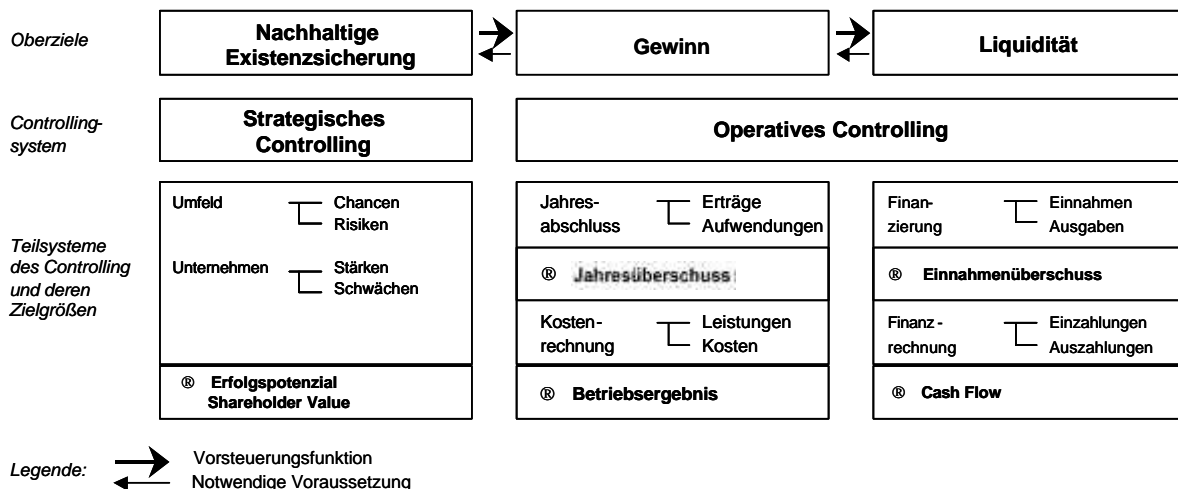 Oberziele
Nachhaltige
Existenzsicherung
Gewinn
Liquidität
Controlling-
system
Strategisches
Controlling
Operatives Controlling
Teilsysteme
des Controlling
und deren
Zielgrößen
Umfeld
Chancen
Risiken
Unternehmen
Stärken
Schwächen
® Erfolgspotenzial
Shareholder Value
Jahres-
abschluss
Erträge
Aufwendungen
® Jahresüberschuss
Kosten-
rechnung
Leistungen
Kosten
® Betriebsergebnis
Finan-
zierung
Einnahmen
Ausgaben
® Einnahmenüberschuss
Finanz-
rechnung
Einzahlungen
Auszahlungen
® Cash Flow
Legende:
Vorsteuerungsfunktion
Notwendige Voraussetzung